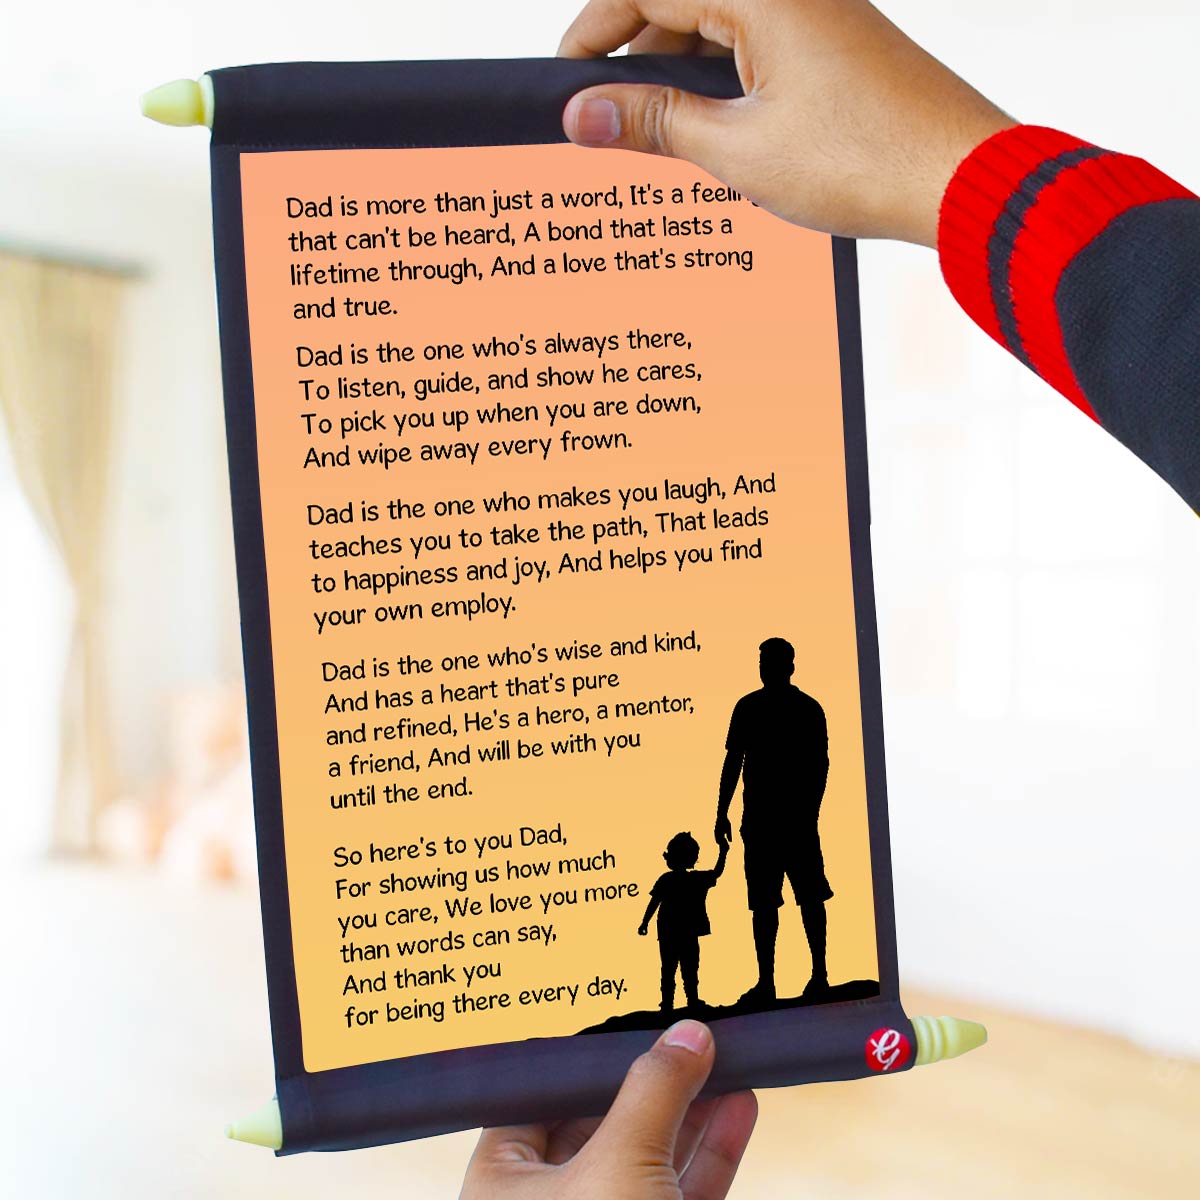 Dad is more than just a word, It's a
that can't be heard, A bond that lasts a
lifetime through, And a love that's strong
and true.
Dad is the one who's always there,
To listen, guide, and show he cares,
To pick you up when you are down,
And wipe away every frown.
Dad is the one who makes you laugh, And
teaches you to take the path, That leads
to happiness and joy, And helps you find
your own employ.
Dad is the one who's wise and kind,
And has a heart that's pure
and refined, He's a hero, a mentor,
a friend, And will be with you
until the end.
So here's to you Dad,
For showing us how much
you care, We love you more
than words can say,
And thank you
for being there every day.